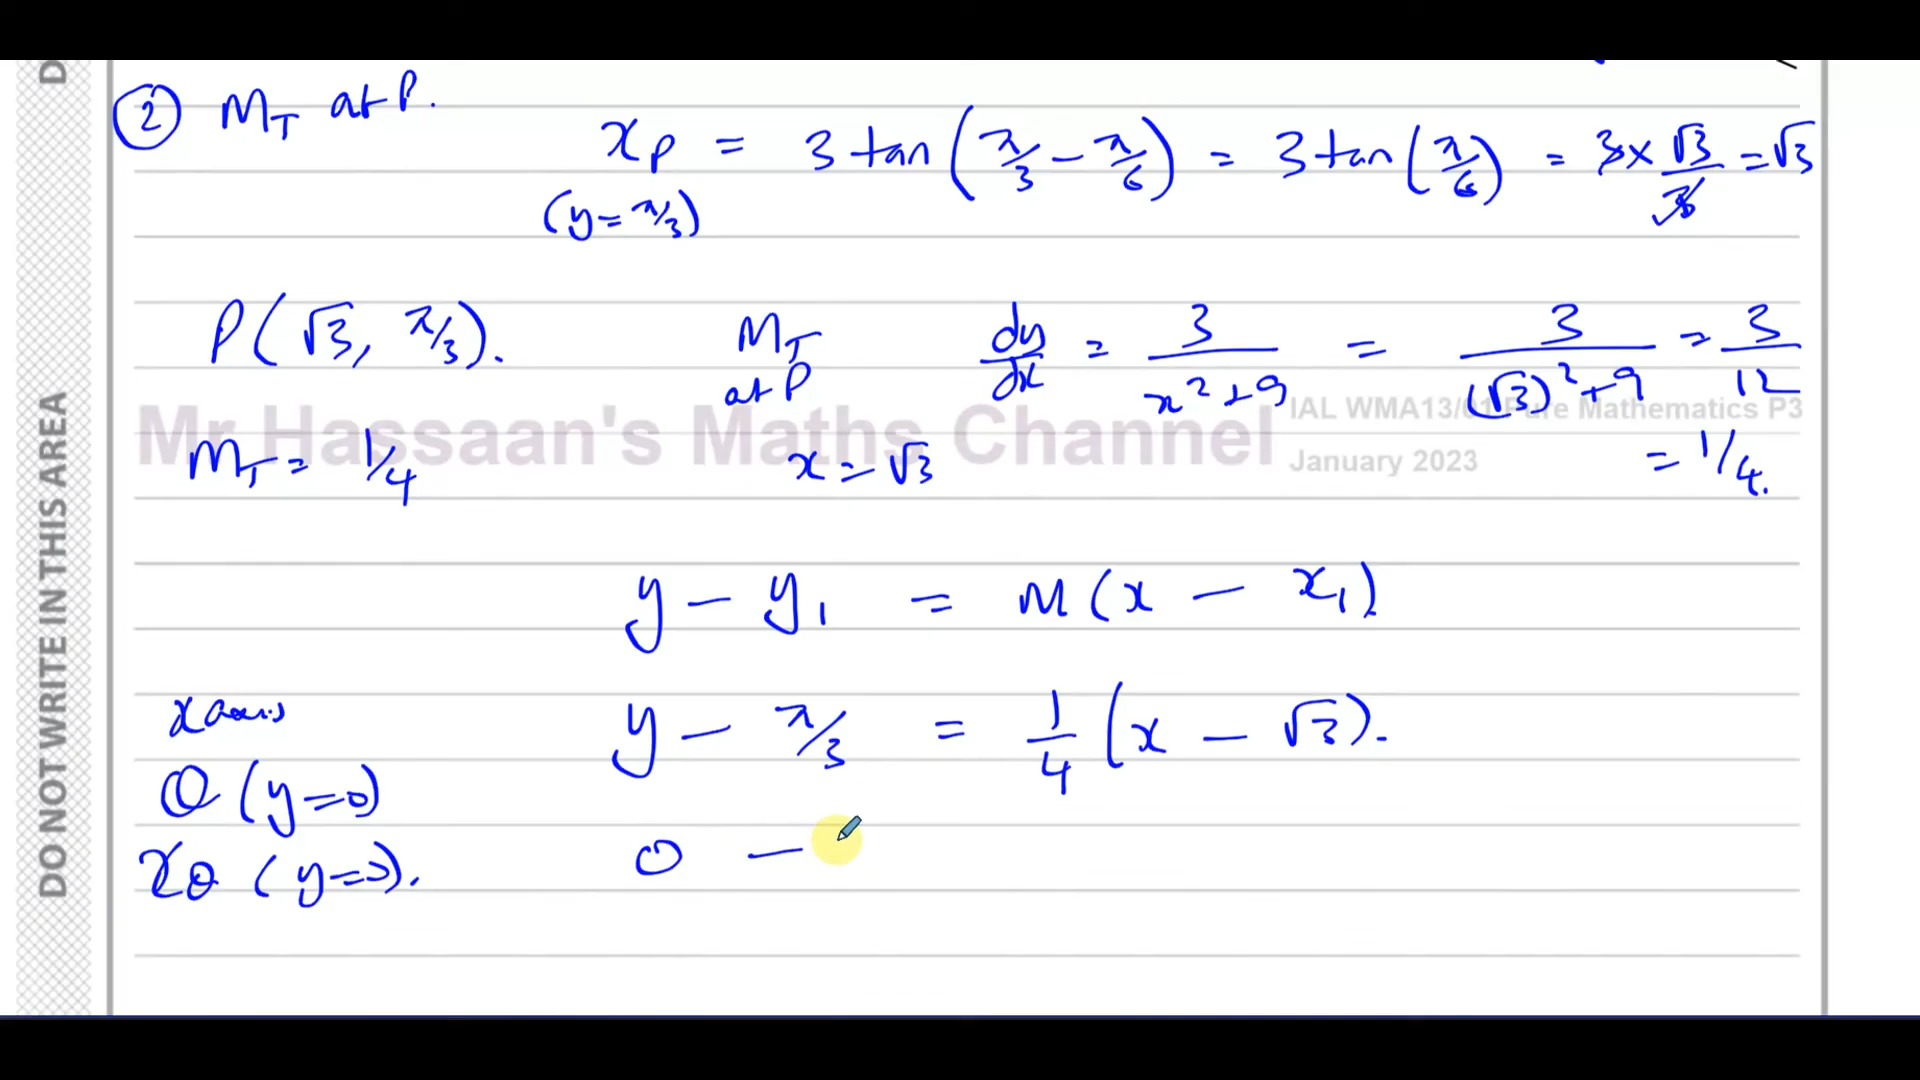 ② M_T at P.
x_P = 3 tan(π/3 − π/6) = 3 tan(π/6) = 3 × √3/3 = √3
(y = π/3)
P(√3, π/3). M_T at P dy/dx = 3/(x² + 9) = 3/((√3)² + 9) = 3/12
Mr Hassaan's Maths Channel
IAL WMA13/01 Pure Mathematics P3
January 2023
M_T = 1/4 x = √3 = 1/4.
y − y₁ = M(x − x₁)
x axis y − π/3 = 1/4 (x − √3).
Q (y=0)
x_Q (y=0). 0 −
DO NOT WRITE IN THIS AREA
D